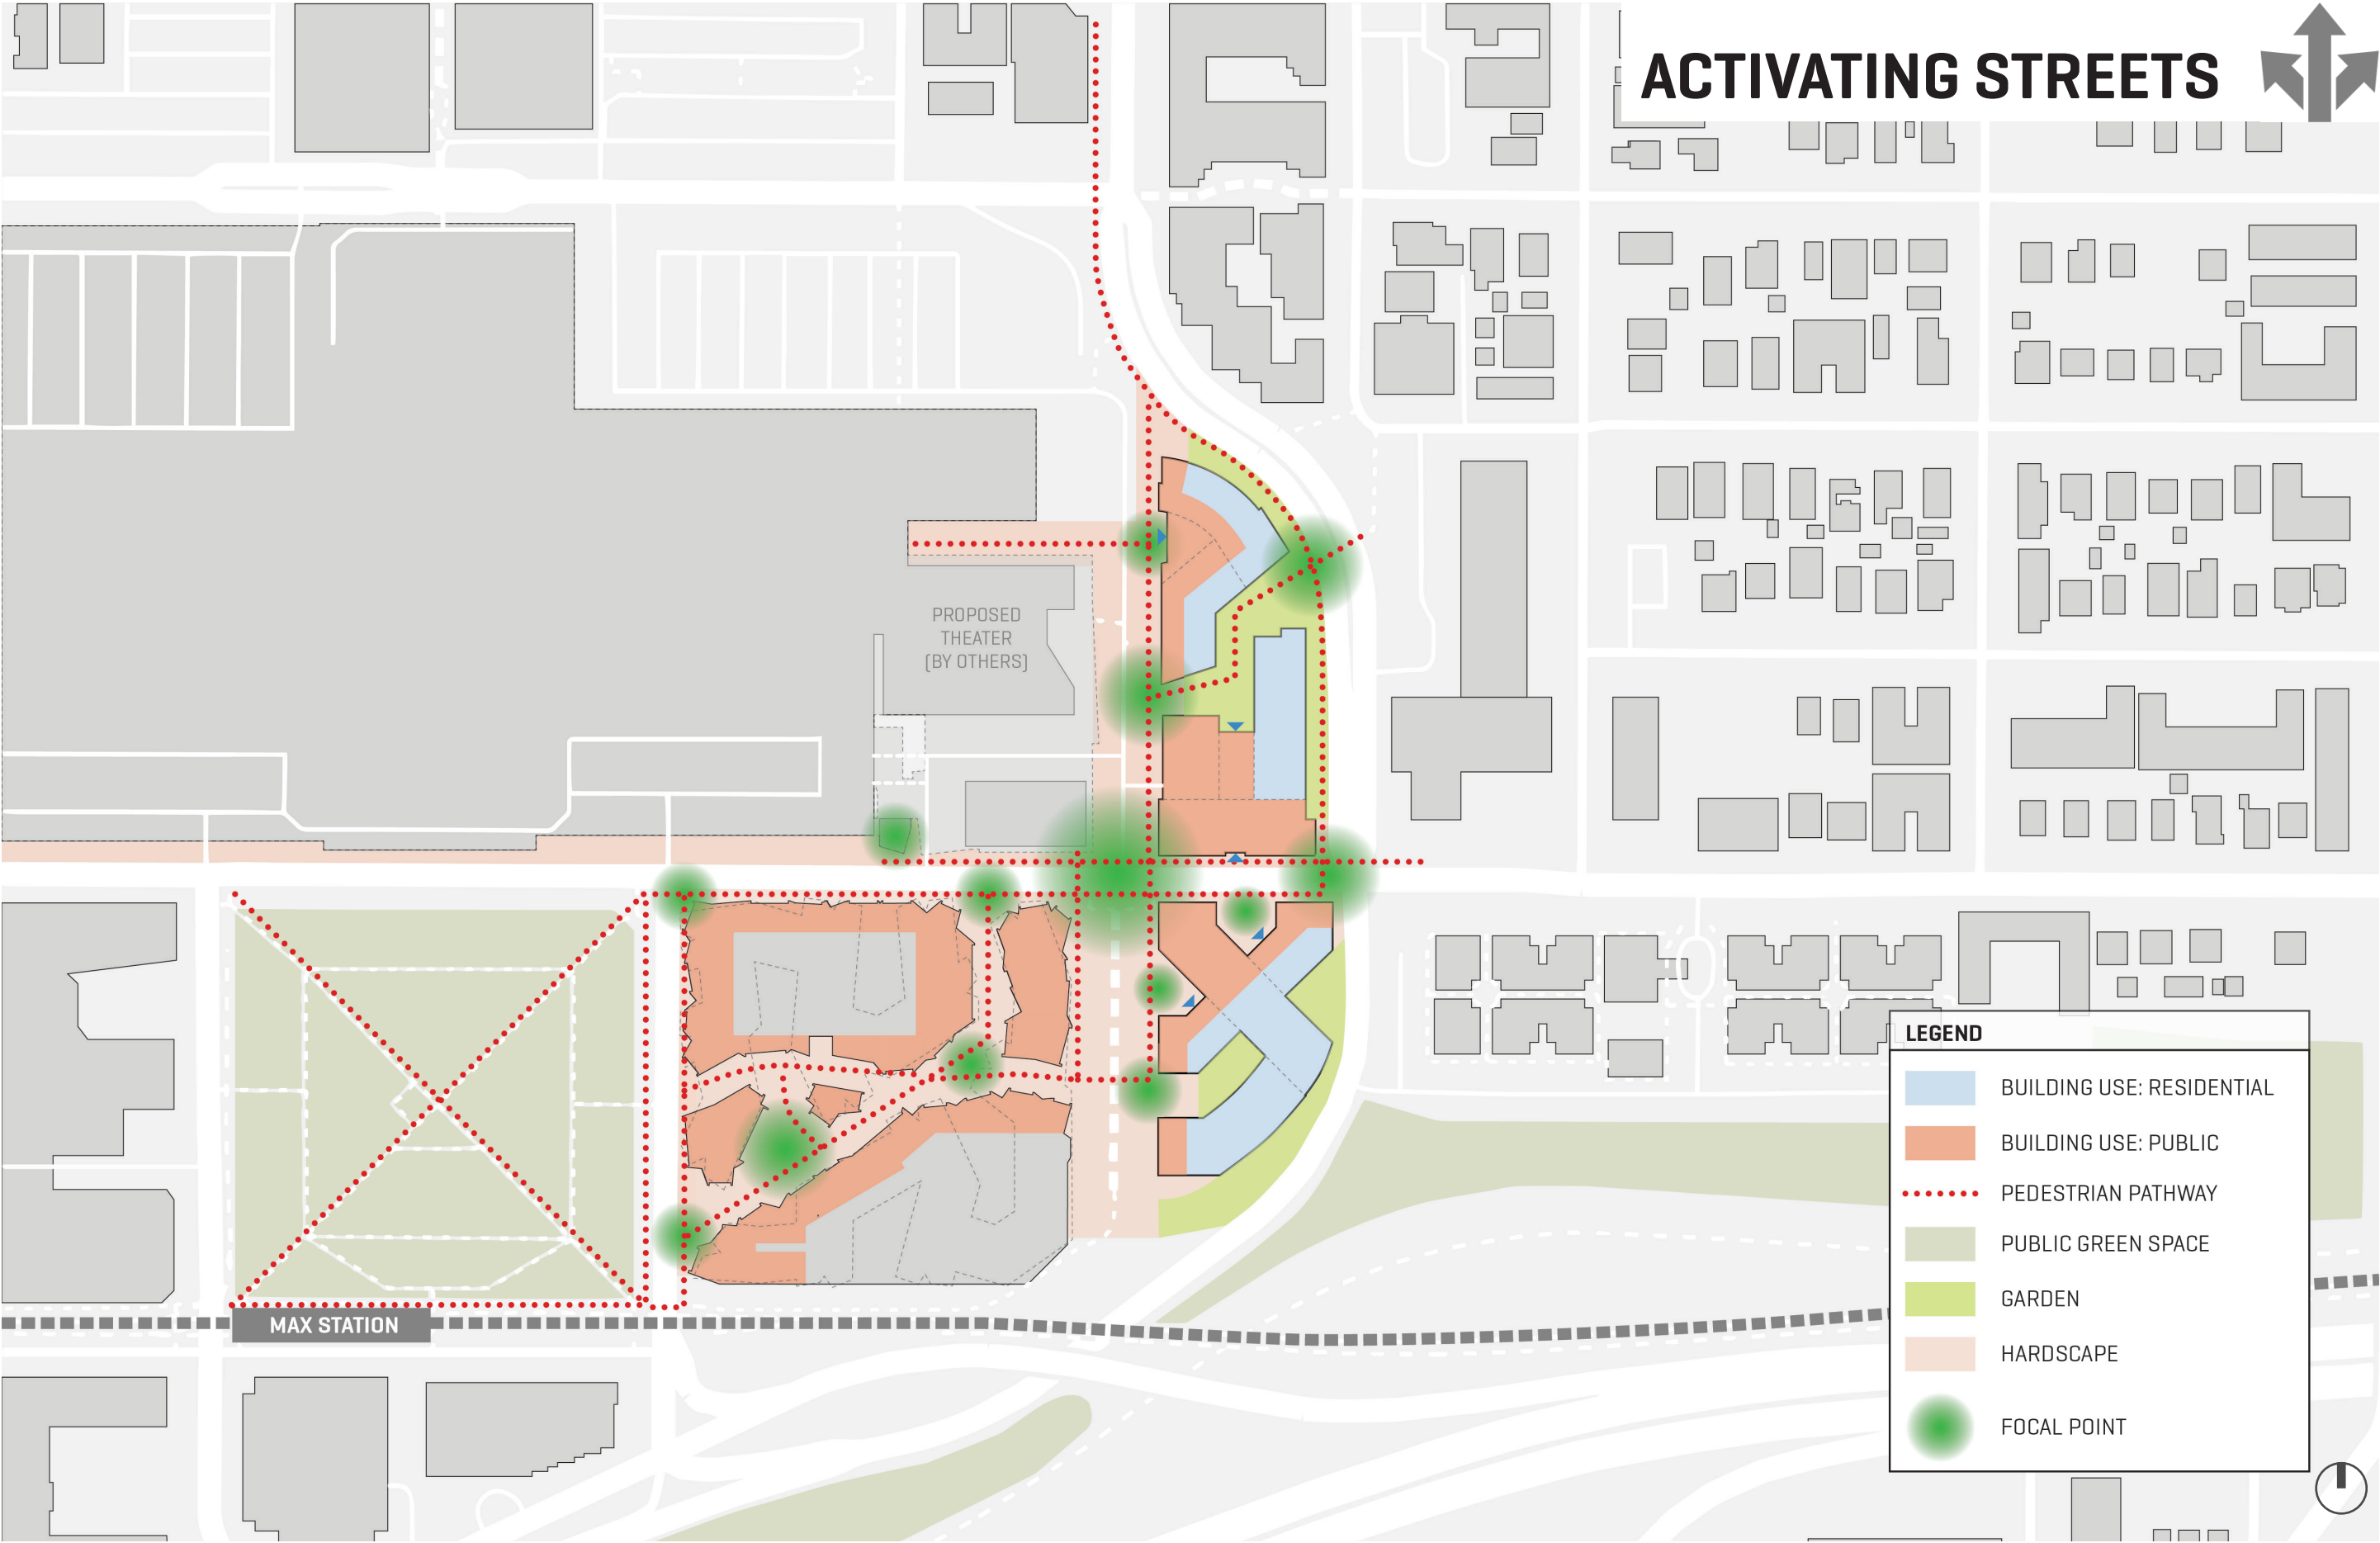 ACTIVATING STREETS
PROPOSED
THEATER
(BY OTHERS)
MAX STATION
LEGEND
BUILDING USE: RESIDENTIAL
BUILDING USE: PUBLIC
PEDESTRIAN PATHWAY
PUBLIC GREEN SPACE
GARDEN
HARDSCAPE
FOCAL POINT